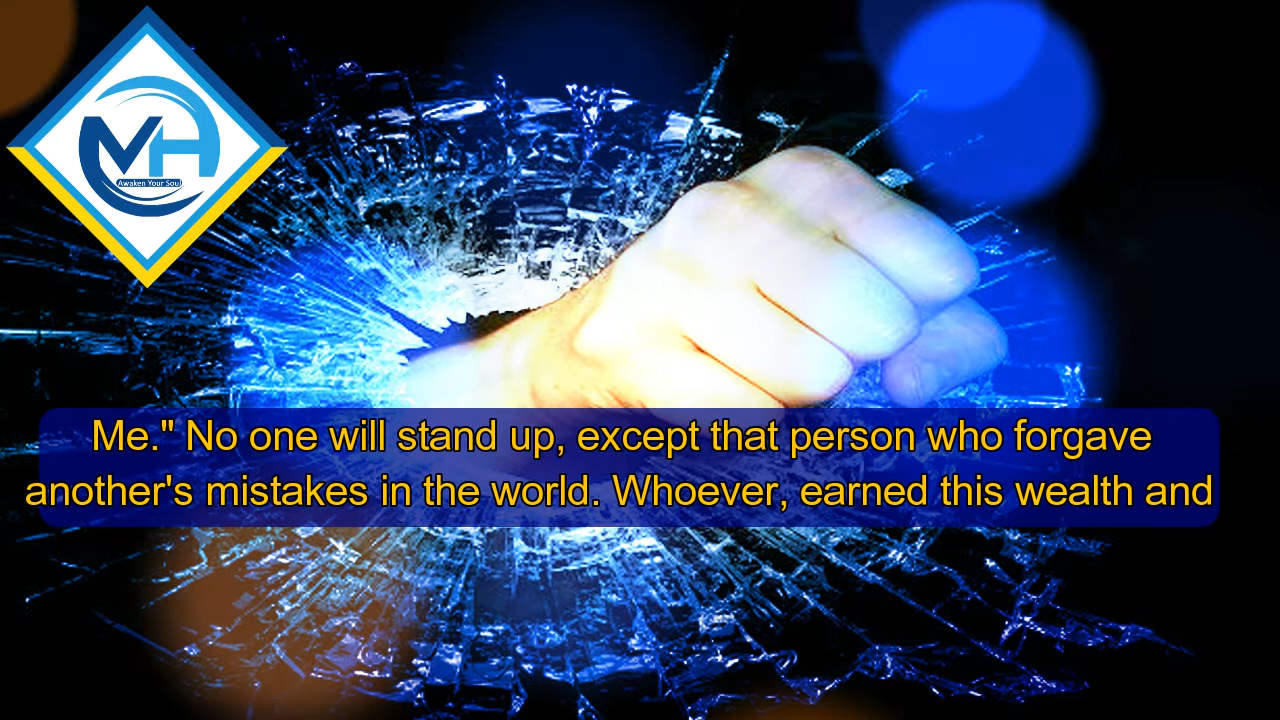 MH
Awaken Your Soul
Me." No one will stand up, except that person who forgave
another's mistakes in the world. Whoever, earned this wealth and